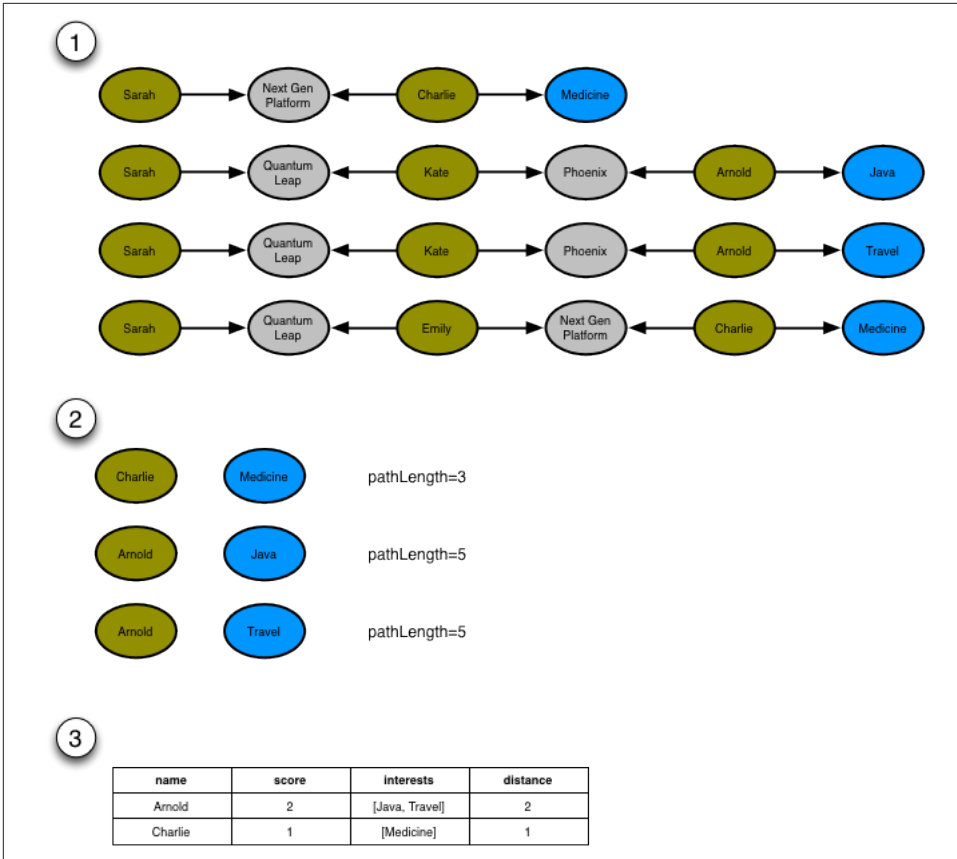 1
Sarah Next Gen Platform Charlie Medicine
Sarah Quantum Leap Kate Phoenix Arnold Java
Sarah Quantum Leap Kate Phoenix Arnold Travel
Sarah Quantum Leap Emily Next Gen Platform Charlie Medicine
2
Charlie Medicine pathLength=3
Arnold Java pathLength=5
Arnold Travel pathLength=5
3
name score interests distance
Arnold 2 [Java, Travel] 2
Charlie 1 [Medicine] 1